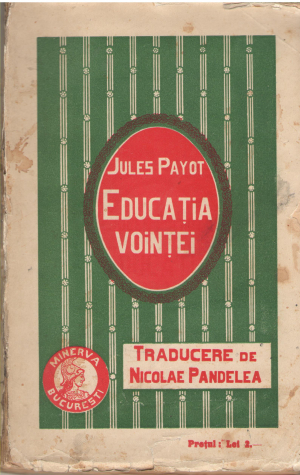 JULES PAYOT
EDUCAȚIA
VOINȚEI
TRADUCERE DE
NICOLAE PANDELEA
MINERVA
BUCUREȘTI
Prețul: Lei 2.—